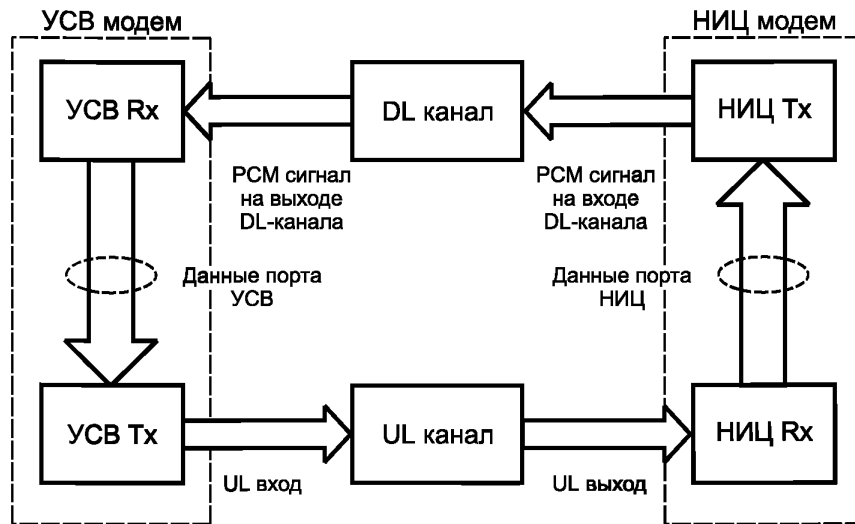 УСВ модем
НИЦ модем
УСВ Rx
DL канал
НИЦ Tx
PCM сигнал
на выходе
DL-канала
PCM сигнал
на входе
DL-канала
Данные порта
УСВ
Данные порта
НИЦ
УСВ Tx
UL канал
НИЦ Rx
UL вход
UL выход